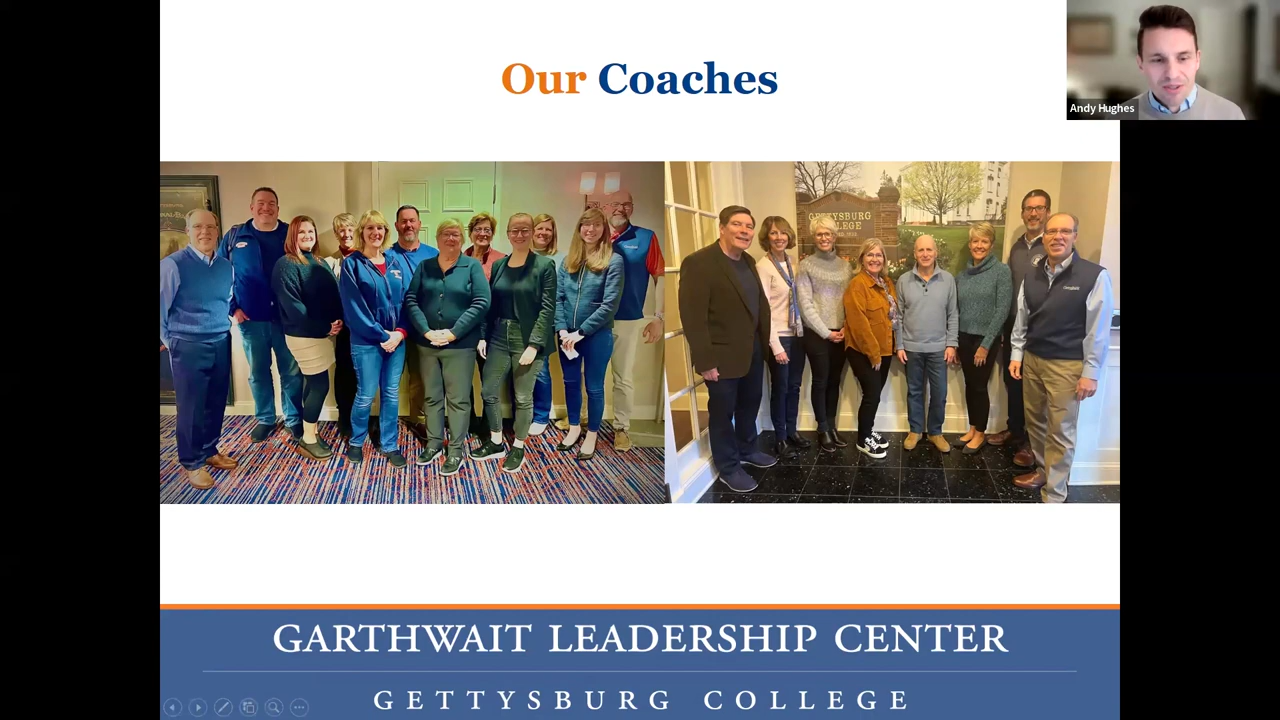 Our Coaches
Andy Hughes
GETTYSBURG
COLLEGE
GARTHWAIT LEADERSHIP CENTER
GETTYSBURG COLLEGE